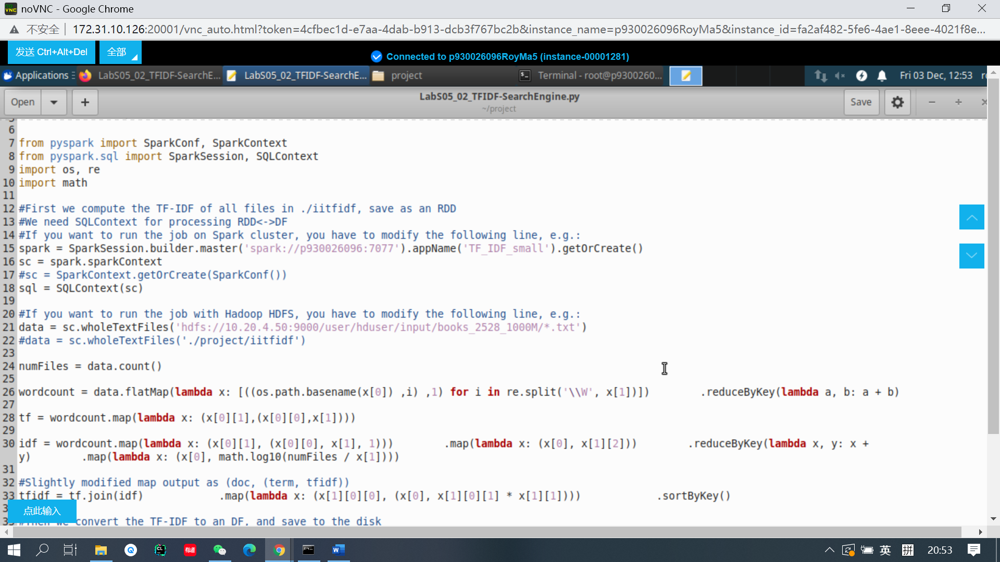 noVNC - Google Chrome
不安全 172.31.10.126:20001/vnc_auto.html?token=4cfbec1d-e7aa-4dab-b913-dcb3f767bc2b&instance_name=p930026096RoyMa5&instance_id=fa2af482-5fe6-4ae1-8eee-4021f8e...
发送 Ctrl+Alt+Del 全部 Connected to p930026096RoyMa5 (instance-00001281)
Applications LabS05_02_TFIDF-SearchE... LabS05_02_TFIDF-SearchE... project Terminal - root@p9300260... Fri 03 Dec, 12:53
Open + LabS05_02_TFIDF-SearchEngine.py Save
~/project
6
7 from pyspark import SparkConf, SparkContext
8 from pyspark.sql import SparkSession, SQLContext
9 import os, re
10 import math
11
12 #First we compute the TF-IDF of all files in ./iitfidf, save as an RDD
13 #We need SQLContext for processing RDD<->DF
14 #If you want to run the job on Spark cluster, you have to modify the following line, e.g.:
15 spark = SparkSession.builder.master('spark://p930026096:7077').appName('TF_IDF_small').getOrCreate()
16 sc = spark.sparkContext
17 #sc = SparkContext.getOrCreate(SparkConf())
18 sql = SQLContext(sc)
19
20 #If you want to run the job with Hadoop HDFS, you have to modify the following line, e.g.:
21 data = sc.wholeTextFiles('hdfs://10.20.4.50:9000/user/hduser/input/books_2528_1000M/*.txt')
22 #data = sc.wholeTextFiles('./project/iitfidf')
23
24 numFiles = data.count()
25
26 wordcount = data.flatMap(lambda x: [((os.path.basename(x[0]) ,i) ,1) for i in re.split('\\W', x[1])]) .reduceByKey(lambda a, b: a + b)
27
28 tf = wordcount.map(lambda x: (x[0][1],(x[0][0],x[1])))
29
30 idf = wordcount.map(lambda x: (x[0][1], (x[0][0], x[1], 1))) .map(lambda x: (x[0], x[1][2])) .reduceByKey(lambda x, y: x +
y) .map(lambda x: (x[0], math.log10(numFiles / x[1])))
31
32 #Slightly modified map output as (doc, (term, tfidf))
33 tfidf = tf.join(idf) .map(lambda x: (x[1][0][0], (x[0], x[1][0][1] * x[1][1]))) .sortByKey()
点此输入
convert the TF-IDF to an DF, and save to the disk
英 拼 20:53